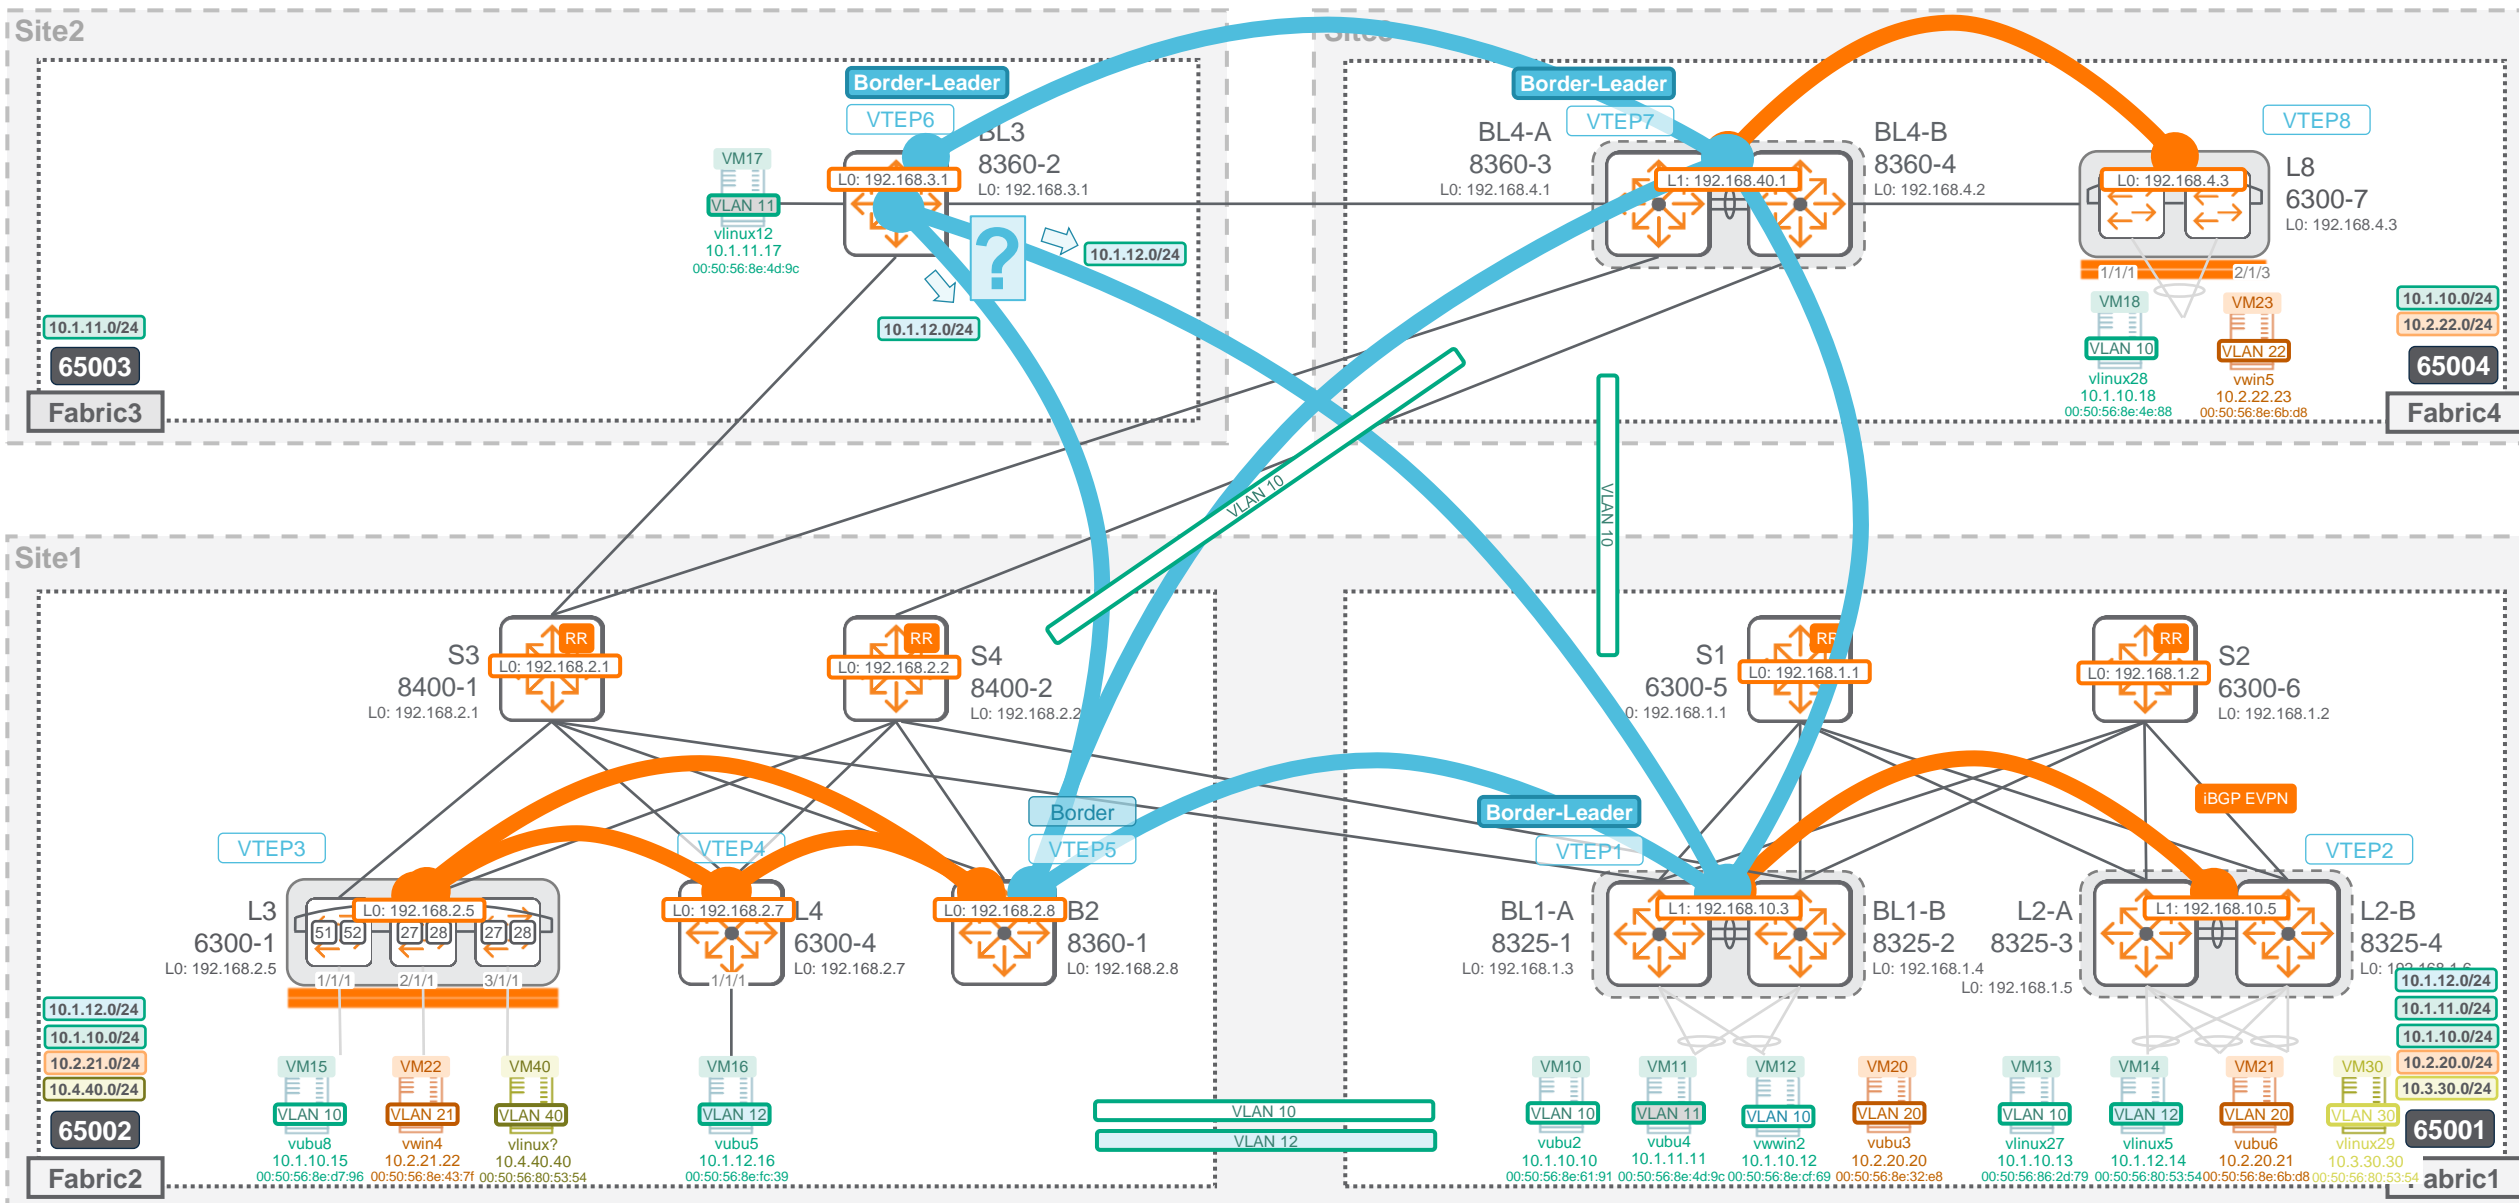 Site2
Border-Leader
VTEP6
BL3
8360-2
L0: 192.168.3.1
L0: 192.168.3.1
VM17
VLAN 11
vlinux12
10.1.11.17
00:50:56:8e:4d:9c
?
10.1.12.0/24
10.1.12.0/24
10.1.11.0/24
65003
Fabric3
Border-Leader
VTEP7
BL4-A
8360-3
L0: 192.168.4.1
L1: 192.168.40.1
BL4-B
8360-4
L0: 192.168.4.2
VTEP8
L0: 192.168.4.3
L8
6300-7
L0: 192.168.4.3
1/1/1
2/1/3
VM18
VLAN 10
vlinux28
10.1.10.18
00:50:56:8e:4e:88
VM23
VLAN 22
vwin5
10.2.22.23
00:50:56:8e:6b:d8
10.1.10.0/24
10.2.22.0/24
65004
Fabric4
VLAN 10
VLAN 10
Site1
S3
8400-1
L0: 192.168.2.1
RR
L0: 192.168.2.1
RR
L0: 192.168.2.2
S4
8400-2
L0: 192.168.2.2
S1
6300-5
0: 192.168.1.1
RR
L0: 192.168.1.1
RR
L0: 192.168.1.2
S2
6300-6
L0: 192.168.1.2
iBGP EVPN
VTEP3
VTEP4
Border
VTEP5
L3
6300-1
L0: 192.168.2.5
L0: 192.168.2.5
51 52
27 28
27 28
1/1/1
2/1/1
3/1/1
L0: 192.168.2.7
L4
6300-4
L0: 192.168.2.7
1/1/1
L0: 192.168.2.8
B2
8360-1
L0: 192.168.2.8
Border-Leader
VTEP1
BL1-A
8325-1
L0: 192.168.1.3
L1: 192.168.10.3
BL1-B
8325-2
L0: 192.168.1.4
VTEP2
L2-A
8325-3
L0: 192.168.1.5
L1: 192.168.10.5
L2-B
8325-4
L0: 192.168.1.6
10.1.12.0/24
10.1.10.0/24
10.2.21.0/24
10.4.40.0/24
65002
Fabric2
VM15
VLAN 10
vubu8
10.1.10.15
00:50:56:8e:d7:96
VM22
VLAN 21
vwin4
10.2.21.22
00:50:56:8e:43:7f
VM40
VLAN 40
vlinux?
10.4.40.40
00:50:56:80:53:54
VM16
VLAN 12
vubu5
10.1.12.16
00:50:56:8e:fc:39
VLAN 10
VLAN 12
VM10
VLAN 10
vubu2
10.1.10.10
00:50:56:8e:61:91
VM11
VLAN 11
vubu4
10.1.11.11
00:50:56:8e:4d:9c
VM12
VLAN 10
vwwin2
10.1.10.12
00:50:56:8e:cf:69
VM20
VLAN 20
vubu3
10.2.20.20
00:50:56:8e:32:e8
VM13
VLAN 10
vlinux27
10.1.10.13
00:50:56:86:2d:79
VM14
VLAN 12
vlinux5
10.1.12.14
00:50:56:80:53:54
VM21
VLAN 20
vubu6
10.2.20.21
00:50:56:8e:6b:d8
VM30
VLAN 30
vlinux29
10.3.30.30
00:50:56:80:53:54
10.1.12.0/24
10.1.11.0/24
10.1.10.0/24
10.2.20.0/24
10.3.30.0/24
65001
abric1